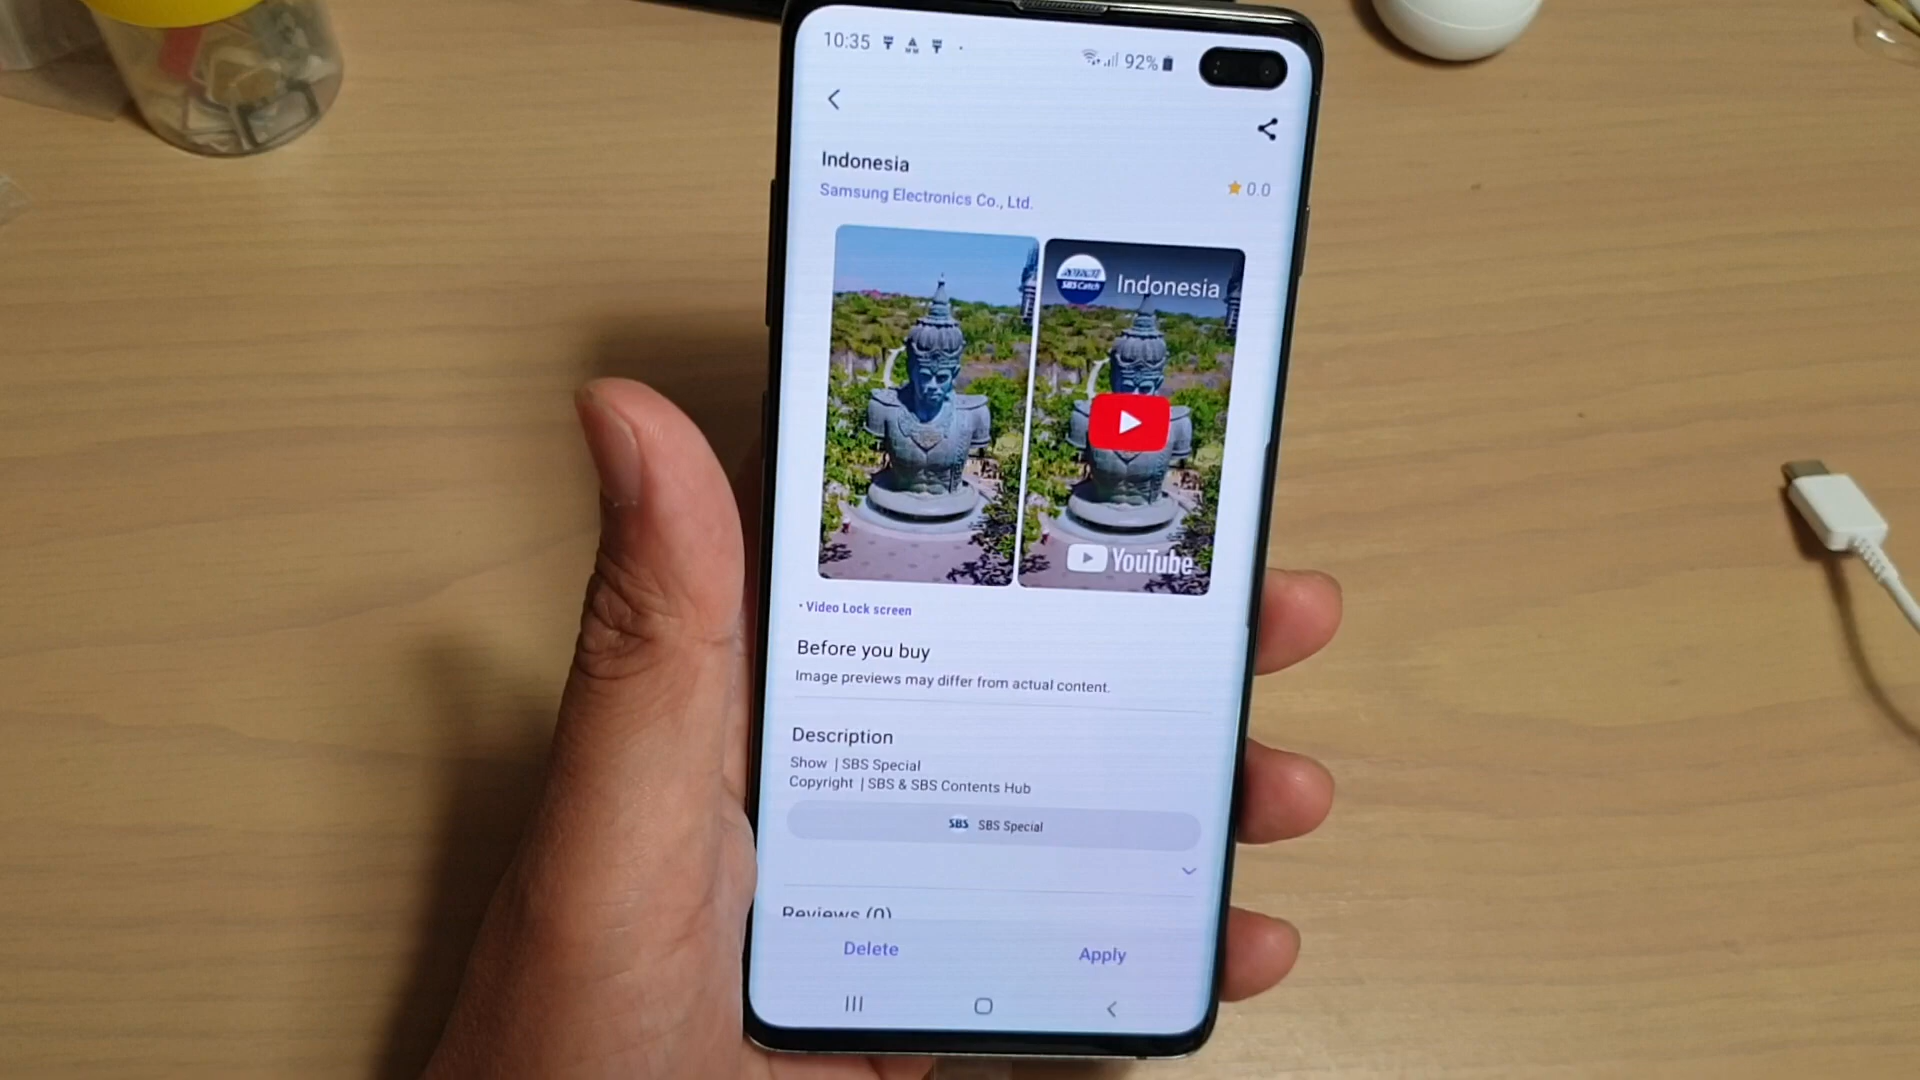 10:35
92%
Indonesia
Samsung Electronics Co., Ltd.
0.0
SBS Catch
Indonesia
YouTube
• Video Lock screen
Before you buy
Image previews may differ from actual content.
Description
Show | SBS Special
Copyright | SBS & SBS Contents Hub
SBS SBS Special
Reviews (0)
Delete
Apply